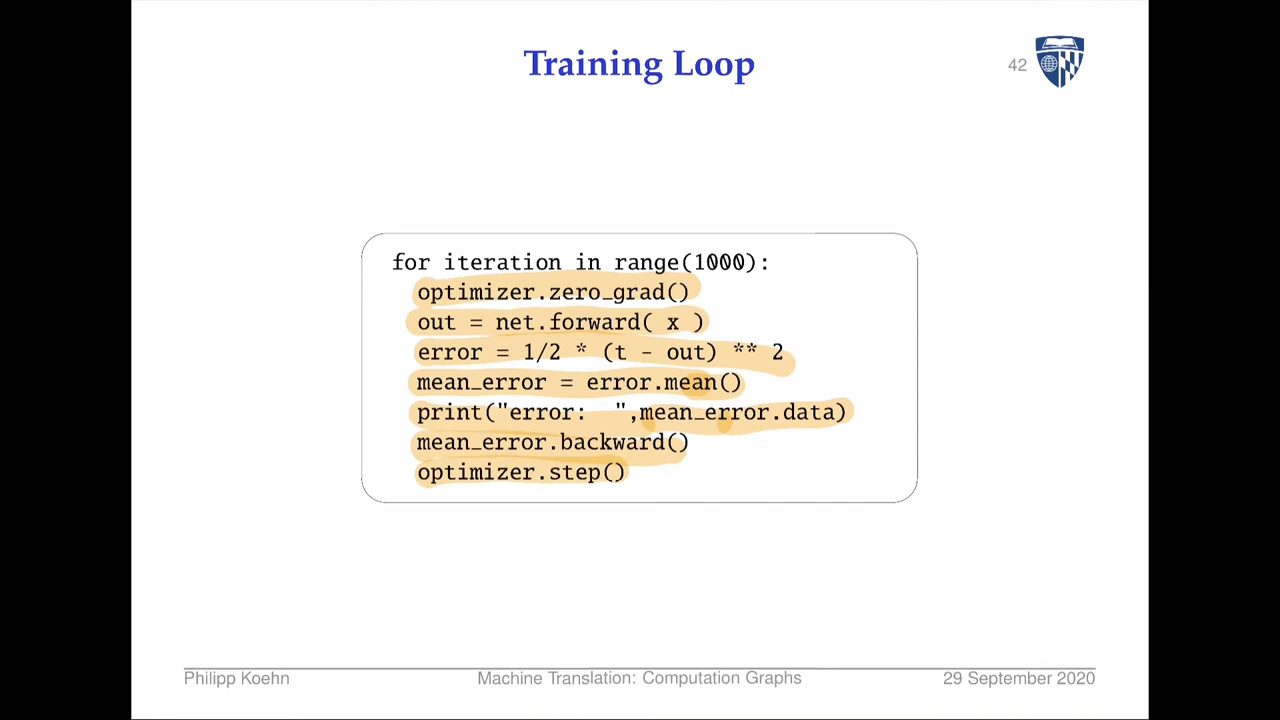 Training Loop
42
for iteration in range(1000):
optimizer.zero_grad()
out = net.forward( x )
error = 1/2 * (t - out) ** 2
mean_error = error.mean()
print("error:  ",mean_error.data)
mean_error.backward()
optimizer.step()
Philipp Koehn
Machine Translation: Computation Graphs
29 September 2020